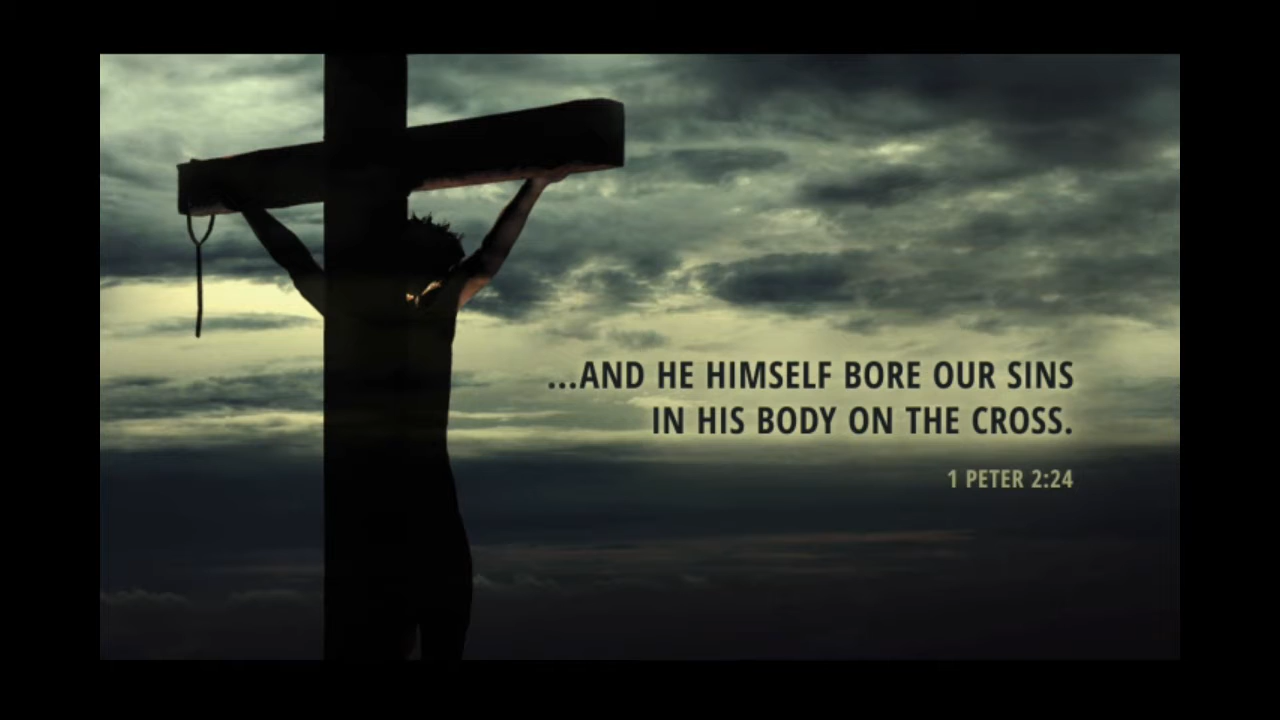 ...AND HE HIMSELF BORE OUR SINS
IN HIS BODY ON THE CROSS.
1 PETER 2:24